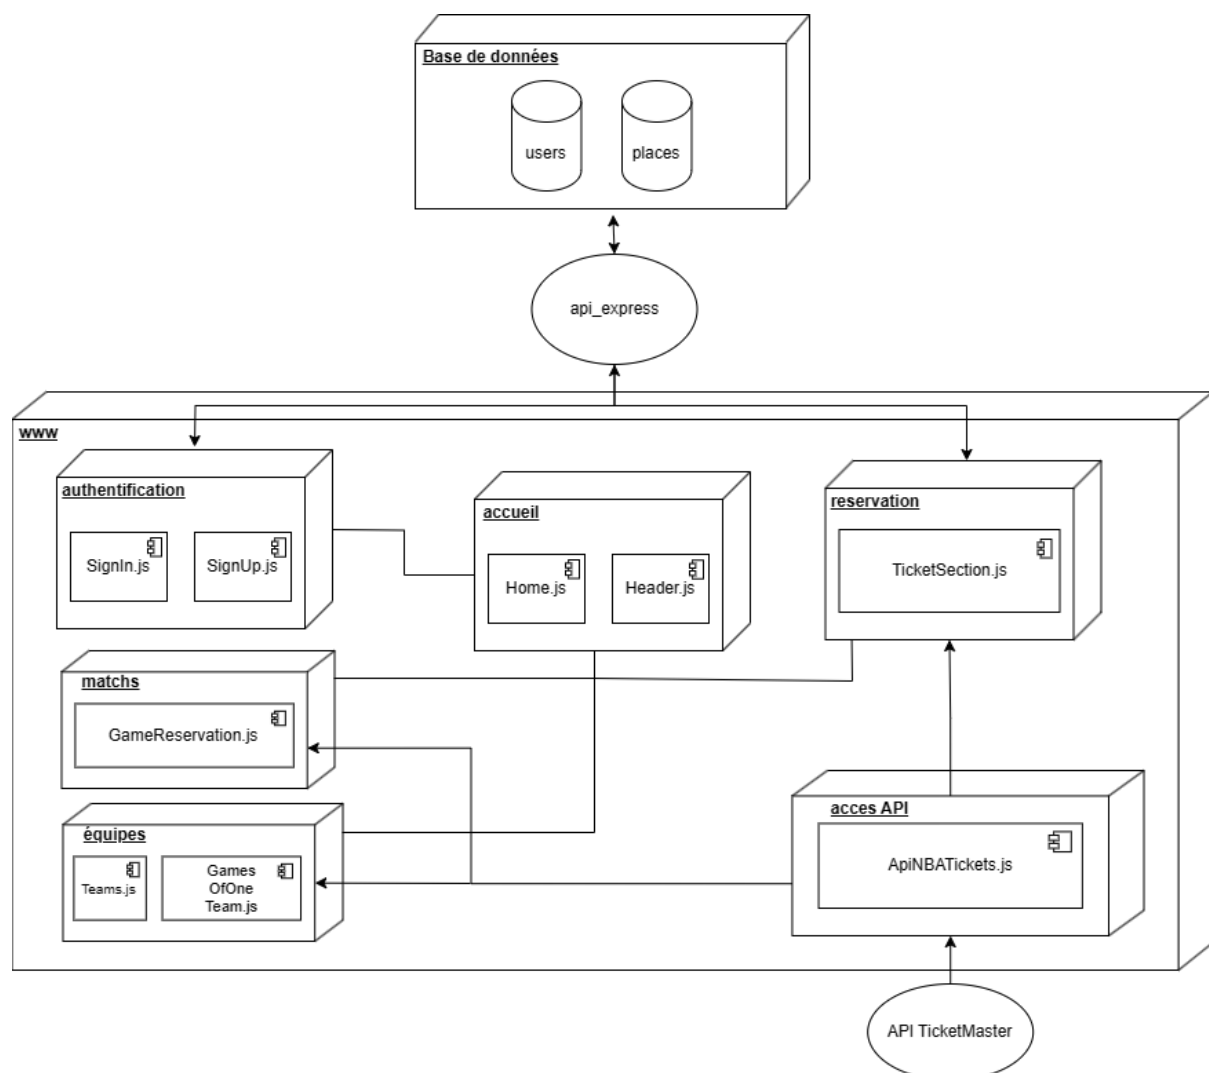 Base de données
users
places
api_express
www
authentification
SignIn.js
SignUp.js
accueil
Home.js
Header.js
reservation
TicketSection.js
matchs
GameReservation.js
équipes
Teams.js
Games
OfOne
Team.js
acces API
ApiNBATickets.js
API TicketMaster